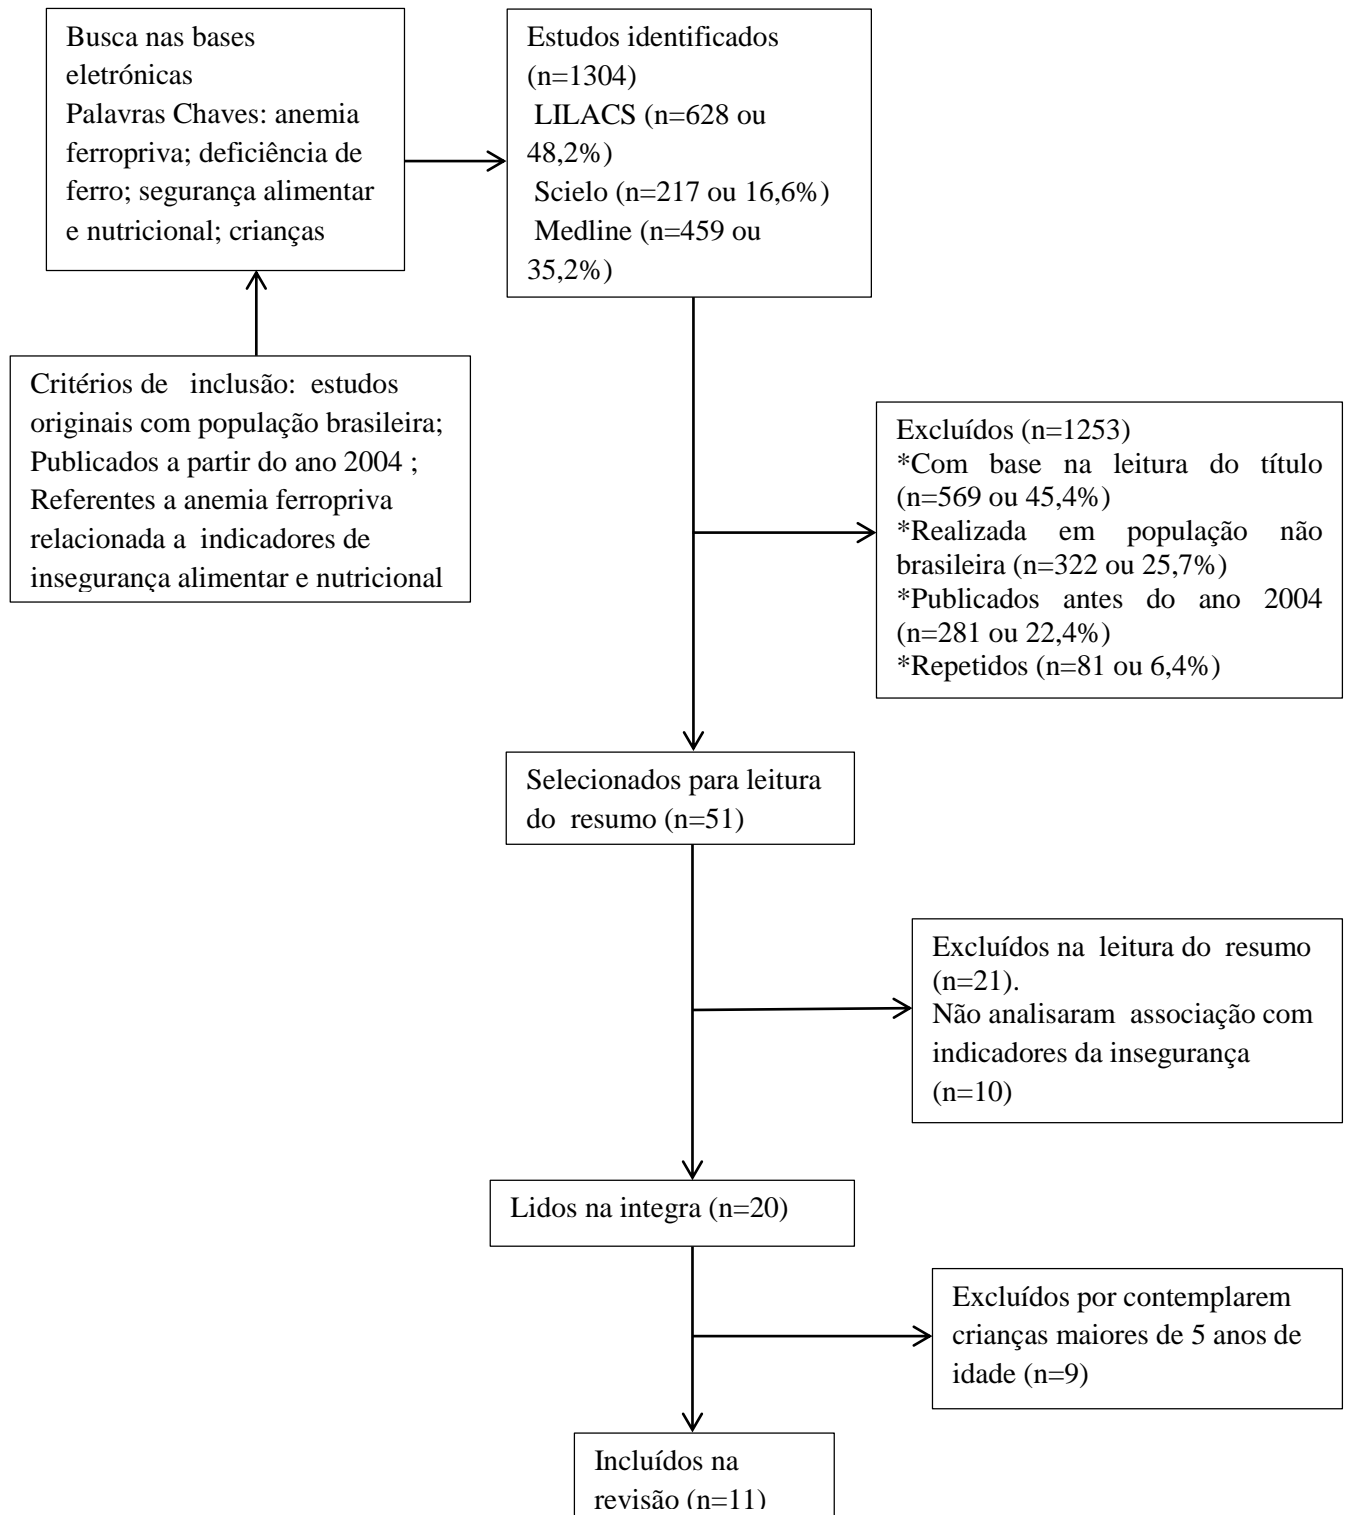 Busca nas bases
eletrónicas
Palavras Chaves: anemia
ferropriva; deficiência de
ferro; segurança alimentar
e nutricional; crianças
Estudos identificados
(n=1304)
LILACS (n=628 ou
48,2%)
Scielo (n=217 ou 16,6%)
Medline (n=459 ou
35,2%)
Critérios de inclusão: estudos
originais com população brasileira;
Publicados a partir do ano 2004 ;
Referentes a anemia ferropriva
relacionada a indicadores de
insegurança alimentar e nutricional
Excluídos (n=1253)
*Com base na leitura do título
(n=569 ou 45,4%)
*Realizada em população não
brasileira (n=322 ou 25,7%)
*Publicados antes do ano 2004
(n=281 ou 22,4%)
*Repetidos (n=81 ou 6,4%)
Selecionados para leitura
do resumo (n=51)
Excluídos na leitura do resumo
(n=21).
Não analisaram associação com
indicadores da insegurança
(n=10)
Lidos na integra (n=20)
Excluídos por contemplarem
crianças maiores de 5 anos de
idade (n=9)
Incluídos na
revisão (n=11)